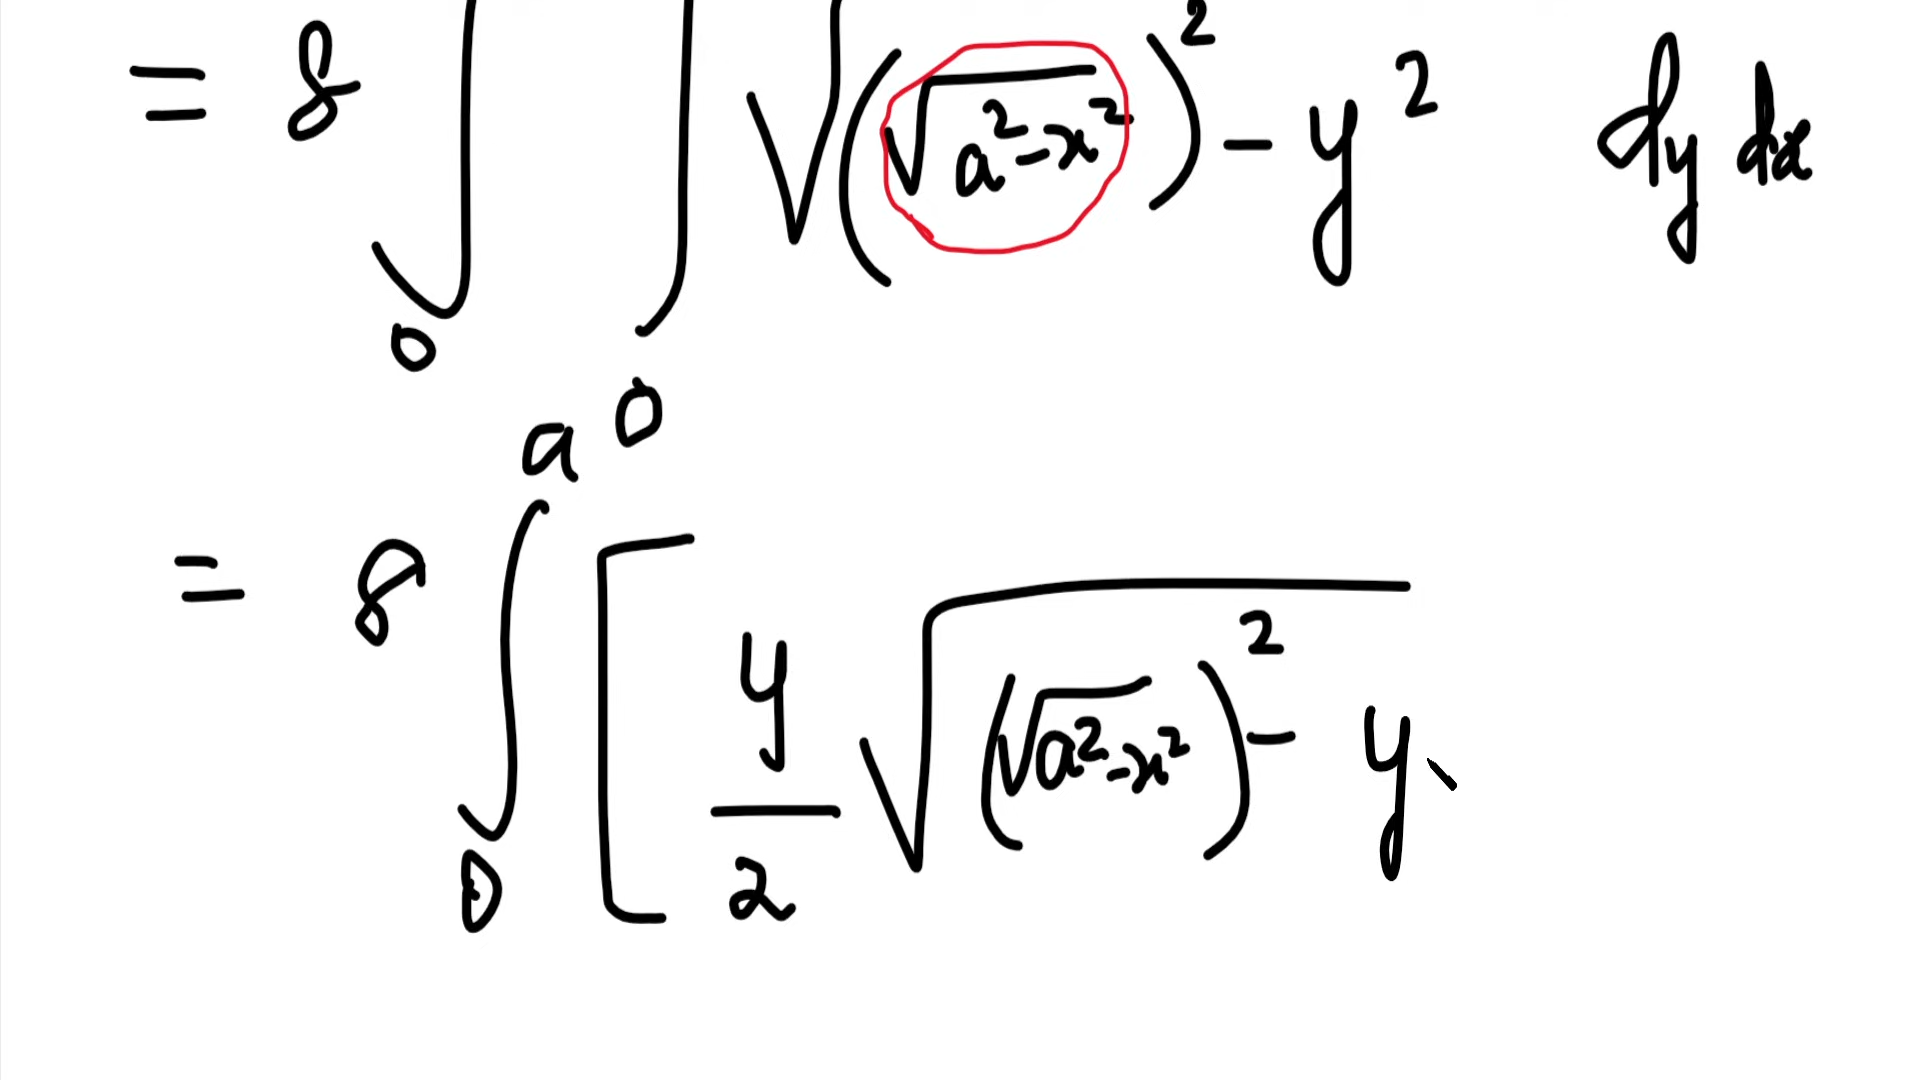 = 8 ∫₀ ∫₀ √((√(a²-x²))² - y²) dy dx
= 8 ∫₀ᵃ [ y/2 √((√(a²-x²))² - y